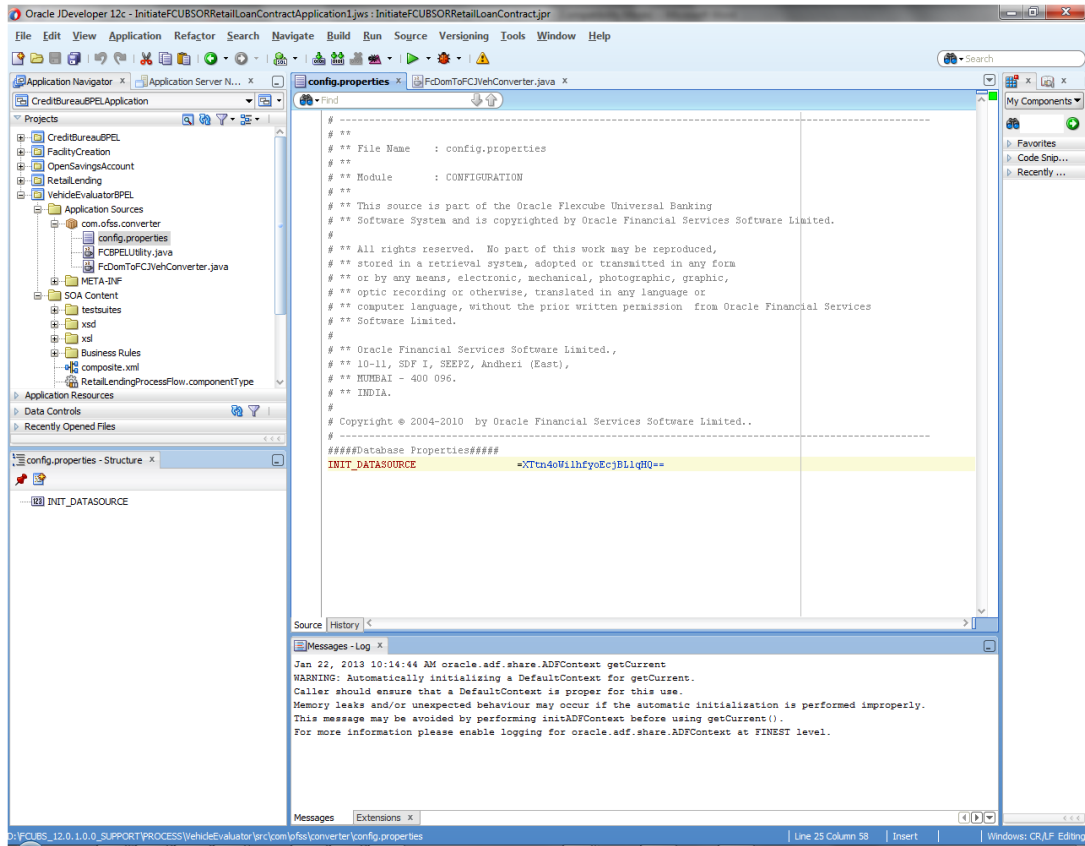 Oracle JDeveloper 12c - InitiateFCUBSORRetailLoanContractApplication1.jws : InitiateFCUBSORRetailLoanContract.jpr
File Edit View Application Refactor Search Navigate Build Run Source Versioning Tools Window Help
Search
Application Navigator x Application Server N... x
CreditBureauBPELApplication
Projects
CreditBureauBPEL
FacilityCreation
OpenSavingsAccount
RetailLending
VehicleEvaluatorBPEL
Application Sources
com.ofss.converter
config.properties
FCBPELUtility.java
FcDomToFCJVehConverter.java
META-INF
SOA Content
testsuites
xsd
xsl
Business Rules
composite.xml
RetailLendingProcessFlow.componentType
Application Resources
Data Controls
Recently Opened Files
config.properties - Structure x
INIT_DATASOURCE
config.properties x FcDomToFCJVehConverter.java x
Find
# ----------------------------------------------------------------------------------------------------
# **
# ** File Name : config.properties
# **
# ** Module : CONFIGURATION
# **
# ** This source is part of the Oracle Flexcube Universal Banking
# ** Software System and is copyrighted by Oracle Financial Services Software Limited.
#
# ** All rights reserved. No part of this work may be reproduced,
# ** stored in a retrieval system, adopted or transmitted in any form
# ** or by any means, electronic, mechanical, photographic, graphic,
# ** optic recording or otherwise, translated in any language or
# ** computer language, without the prior written permission from Oracle Financial Services
# ** Software Limited.
#
# ** Oracle Financial Services Software Limited.,
# ** 10-11, SDF I, SEEPZ, Andheri (East),
# ** MUMBAI - 400 096.
# ** INDIA.
#
# Copyright © 2004-2010 by Oracle Financial Services Software Limited..
# ----------------------------------------------------------------------------------------------------
#####Database Properties#####
INIT_DATASOURCE =XTtn4oWilhfyoEcjBLlqHQ==
Source History
Messages - Log x
Jan 22, 2013 10:14:44 AM oracle.adf.share.ADFContext getCurrent
WARNING: Automatically initializing a DefaultContext for getCurrent.
Caller should ensure that a DefaultContext is proper for this use.
Memory leaks and/or unexpected behaviour may occur if the automatic initialization is performed improperly.
This message may be avoided by performing initADFContext before using getCurrent().
For more information please enable logging for oracle.adf.share.ADFContext at FINEST level.
Messages Extensions x
My Components
Favorites
Code Snip...
Recently ...
D:\FCUBS_12.0.1.0.0_SUPPORT\PROCESS\VehicleEvaluator\src\com\ofss\converter\config.properties
Line 25 Column 58 Insert Windows: CR/LF Editing